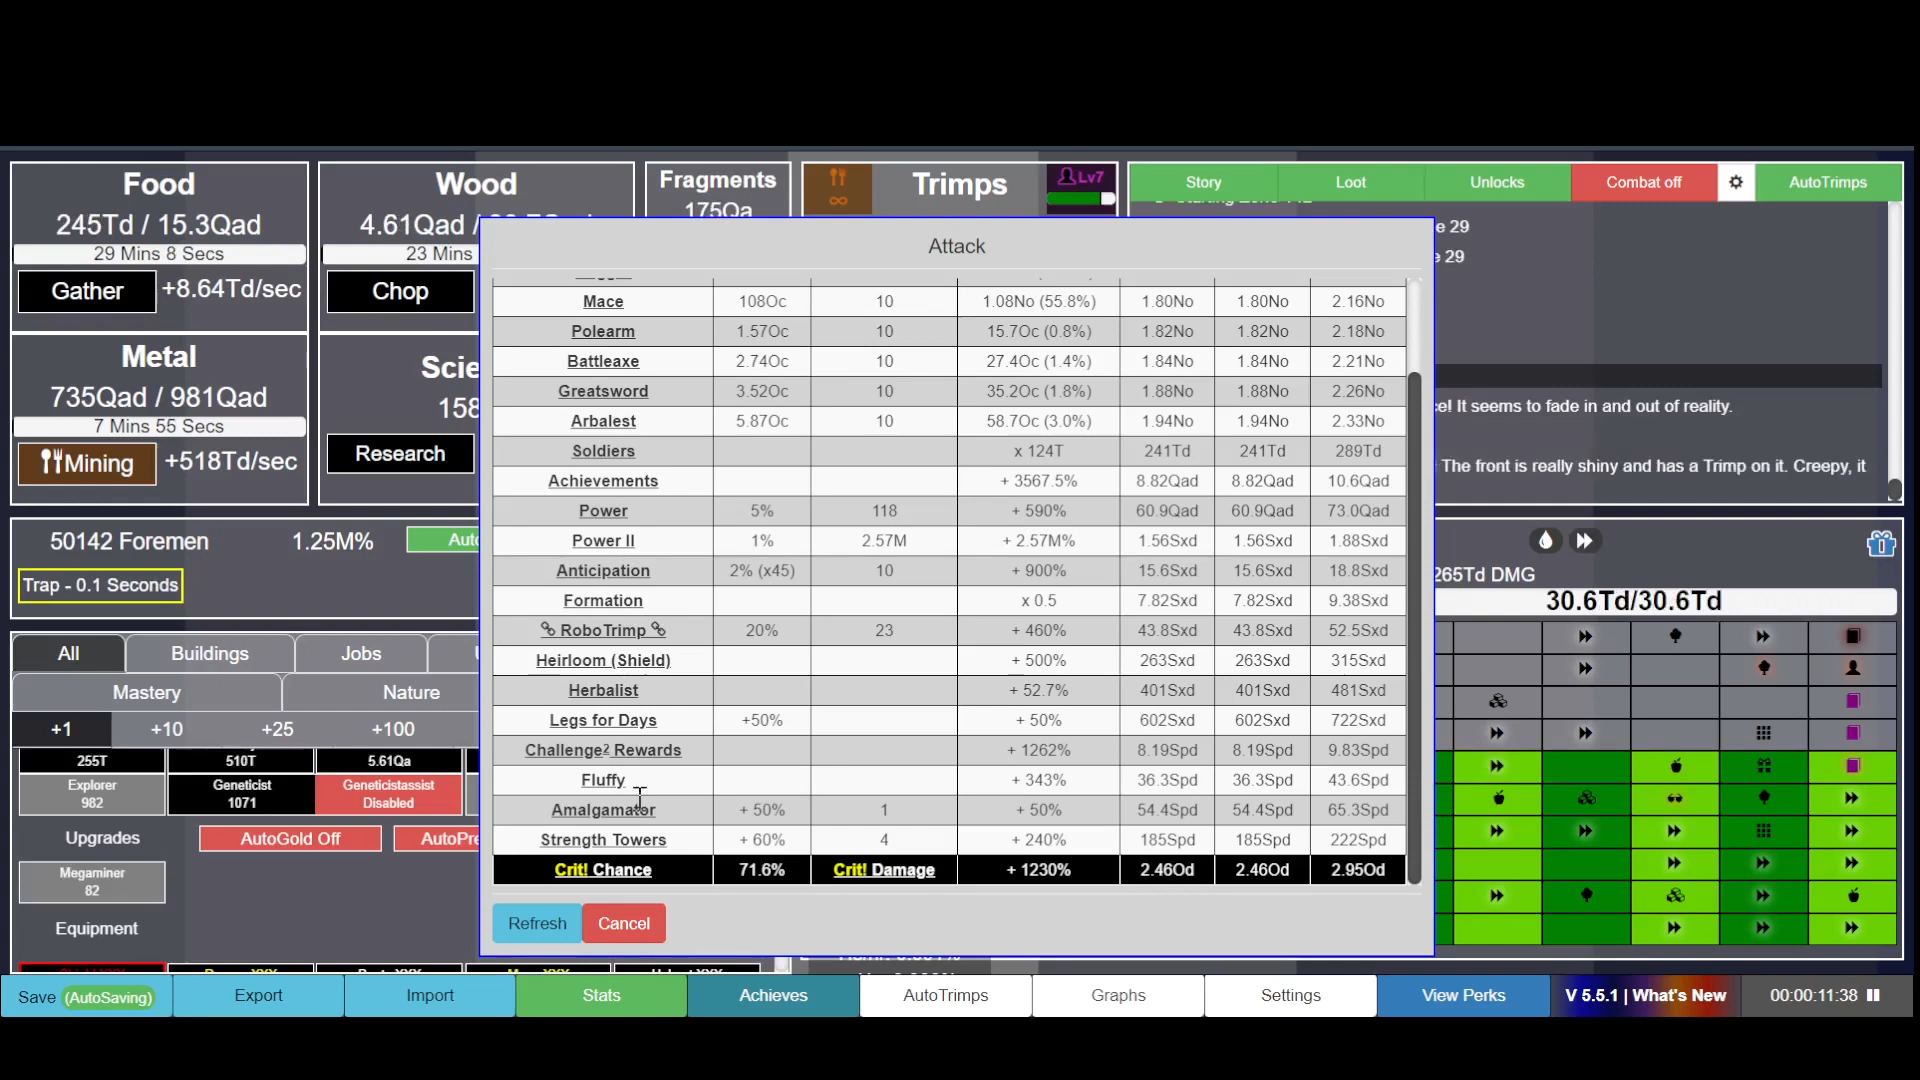 Food
245Td / 15.3Qad
29 Mins 8 Secs
Gather +8.64Td/sec
Wood
4.61Qad /
23 Mins
Chop
Fragments
175Qa
Trimps
Lv7
Story Loot Unlocks Combat off AutoTrimps
e 29
e 29
Metal
735Qad / 981Qad
7 Mins 55 Secs
Mining +518Td/sec
Scie
158
Research
ce! It seems to fade in and out of reality.
The front is really shiny and has a Trimp on it. Creepy, it
50142 Foremen 1.25M% Auto
Trap - 0.1 Seconds
265Td DMG
30.6Td/30.6Td
All Buildings Jobs
Mastery Nature
+1 +10 +25 +100
255T 510T 5.61Qa
Explorer
982
Geneticist
1071
Geneticistassist
Disabled
Upgrades AutoGold Off AutoPre
Megaminer
82
Equipment
Attack
Mace 108Oc 10 1.08No (55.8%) 1.80No 1.80No 2.16No
Polearm 1.57Oc 10 15.7Oc (0.8%) 1.82No 1.82No 2.18No
Battleaxe 2.74Oc 10 27.4Oc (1.4%) 1.84No 1.84No 2.21No
Greatsword 3.52Oc 10 35.2Oc (1.8%) 1.88No 1.88No 2.26No
Arbalest 5.87Oc 10 58.7Oc (3.0%) 1.94No 1.94No 2.33No
Soldiers x 124T 241Td 241Td 289Td
Achievements + 3567.5% 8.82Qad 8.82Qad 10.6Qad
Power 5% 118 + 590% 60.9Qad 60.9Qad 73.0Qad
Power II 1% 2.57M + 2.57M% 1.56Sxd 1.56Sxd 1.88Sxd
Anticipation 2% (x45) 10 + 900% 15.6Sxd 15.6Sxd 18.8Sxd
Formation x 0.5 7.82Sxd 7.82Sxd 9.38Sxd
RoboTrimp 20% 23 + 460% 43.8Sxd 43.8Sxd 52.5Sxd
Heirloom (Shield) + 500% 263Sxd 263Sxd 315Sxd
Herbalist + 52.7% 401Sxd 401Sxd 481Sxd
Legs for Days +50% + 50% 602Sxd 602Sxd 722Sxd
Challenge² Rewards + 1262% 8.19Spd 8.19Spd 9.83Spd
Fluffy + 343% 36.3Spd 36.3Spd 43.6Spd
Amalgamator + 50% 1 + 50% 54.4Spd 54.4Spd 65.3Spd
Strength Towers + 60% 4 + 240% 185Spd 185Spd 222Spd
Crit! Chance 71.6% Crit! Damage + 1230% 2.46Od 2.46Od 2.95Od
Refresh Cancel
Save (AutoSaving) Export Import Stats Achieves AutoTrimps Graphs Settings View Perks V 5.5.1 | What's New 00:00:11:38